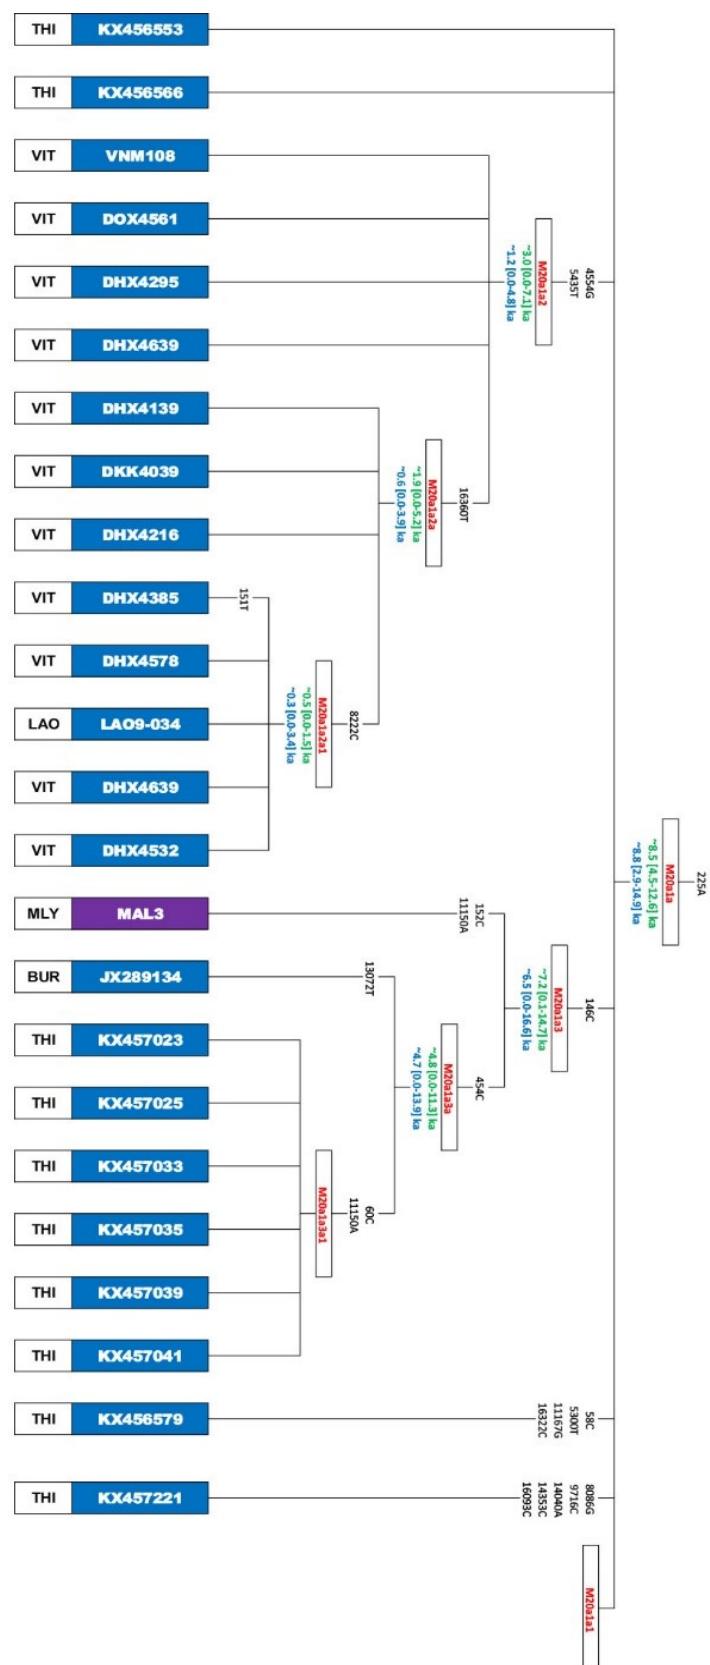 THI KX456553
THI KX456566
VIT VNM108
VIT DOX4561
VIT DHX4295
VIT DHX4639
VIT DHX4139
VIT DKK4039
VIT DHX4216
VIT DHX4385
VIT DHX4578
LAO LAO9-034
VIT DHX4639
VIT DHX4532
MLY MAL3
BUR JX289134
THI KX457023
THI KX457025
THI KX457033
THI KX457035
THI KX457039
THI KX457041
THI KX456579
THI KX457221
225A
M20a1a
~8.5 [4.5-12.6] ka
~8.8 [2.9-14.9] ka
4554G
5435T
M20a1a2
~3.0 [0.0-7.1] ka
~1.2 [0.0-4.8] ka
16360T
M20a1a2a
~1.9 [0.0-5.2] ka
~0.6 [0.0-3.9] ka
8222C
M20a1a2a1
~0.5 [0.0-1.5] ka
~0.3 [0.0-3.4] ka
151T
146C
M20a1a3
~7.2 [0.1-14.7] ka
~6.5 [0.0-16.6] ka
152C
11150A
454C
M20a1a3a
~4.8 [0.0-11.3] ka
~4.7 [0.0-13.9] ka
13072T
60C
11150A
M20a1a3a1
58C
5300T
11167G
16322C
8086G
9716C
14040A
14353C
16093C
M20a1a1